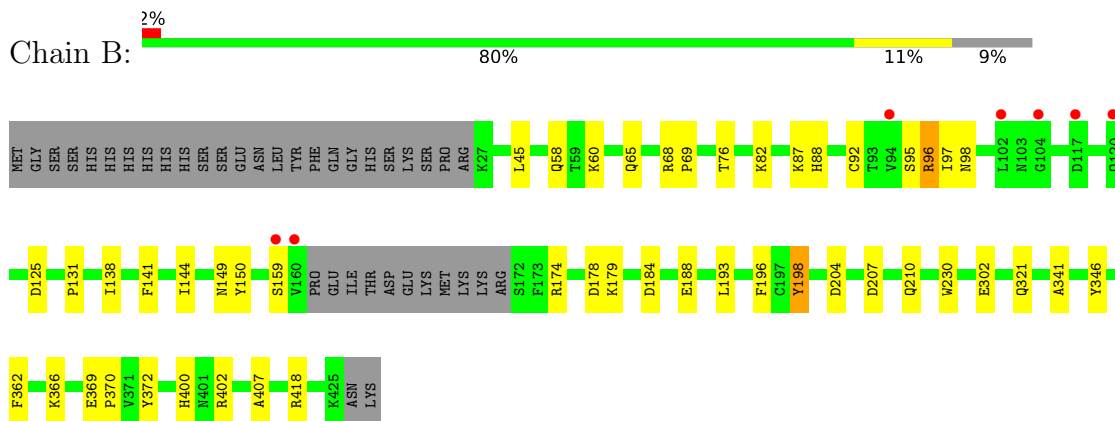 2%
Chain B:
80% 11% 9%
MET GLY SER SER HIS HIS HIS HIS HIS HIS SER SER GLU ASN LEU TYR PHE GLN GLY HIS SER LYS SER PRO ARG K27 L45 Q58 T59 K60 Q65 R68 P69 T76 K82 K87 H88 C92 T93 V94 S95 R96 I97 N98 L102 N103 G104 D117
D125 P131 I138 F141 I144 N149 Y150 S159 V160 PRO GLU ILE THR ASP GLU LYS MET LYS LYS ARG S172 F173 R174 D178 K179 D184 E188 L193 F196 C197 Y198 D204 D207 Q210 W230 E302 Q321 A341 Y346
F362 K366 E369 P370 V371 Y372 H400 N401 R402 A407 R418 K425 ASN LYS